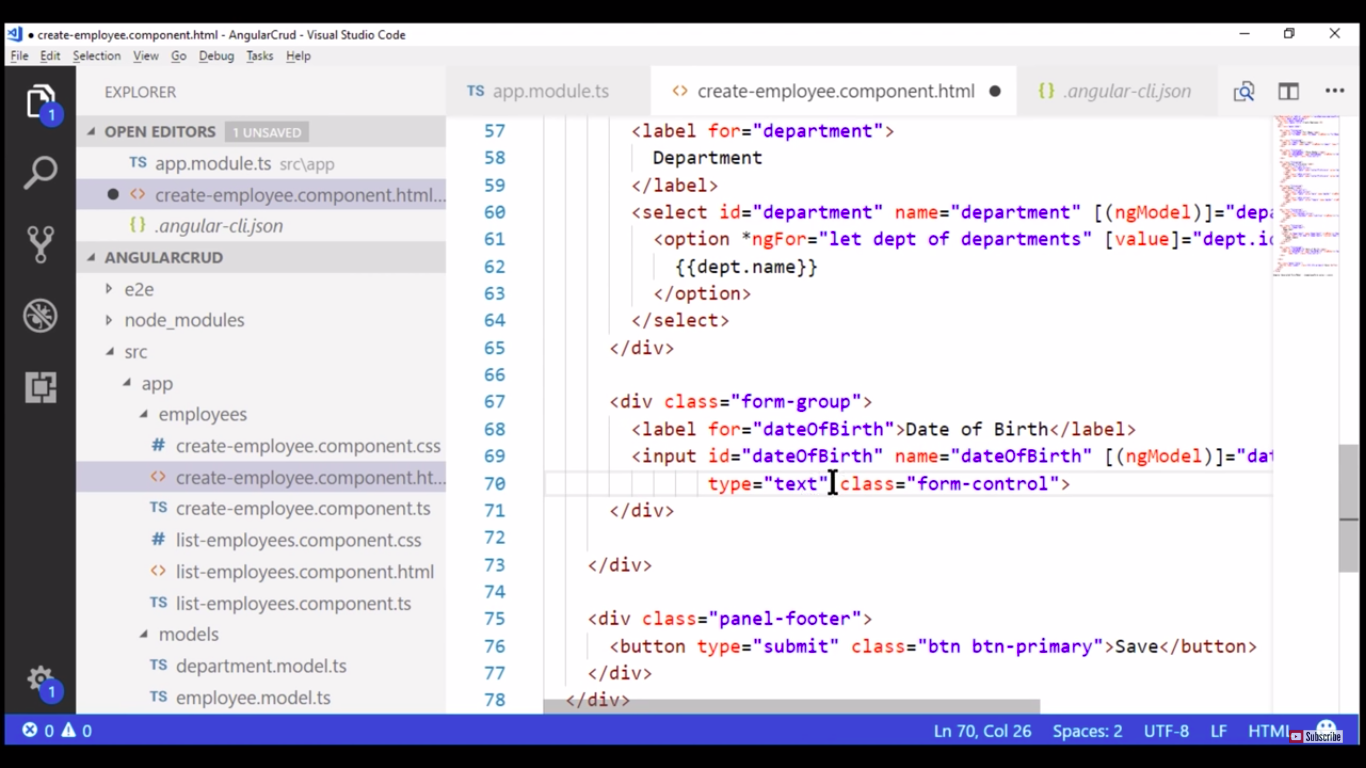 ● create-employee.component.html - AngularCrud - Visual Studio Code
File Edit Selection View Go Debug Tasks Help
EXPLORER
OPEN EDITORS 1 UNSAVED
TS app.module.ts src\app
● <> create-employee.component.html...
{} .angular-cli.json
ANGULARCRUD
e2e
node_modules
src
app
employees
# create-employee.component.css
<> create-employee.component.ht...
TS create-employee.component.ts
# list-employees.component.css
<> list-employees.component.html
TS list-employees.component.ts
models
TS department.model.ts
TS employee.model.ts
1
1
TS app.module.ts <> create-employee.component.html ● {} .angular-cli.json
57 <label for="department">
58 Department
59 </label>
60 <select id="department" name="department" [(ngModel)]="depa
61 <option *ngFor="let dept of departments" [value]="dept.id
62 {{dept.name}}
63 </option>
64 </select>
65 </div>
66
67 <div class="form-group">
68 <label for="dateOfBirth">Date of Birth</label>
69 <input id="dateOfBirth" name="dateOfBirth" [(ngModel)]="dat
70 type="text" class="form-control">
71 </div>
72
73 </div>
74
75 <div class="panel-footer">
76 <button type="submit" class="btn btn-primary">Save</button>
77 </div>
78 </div>
0 0 Ln 70, Col 26 Spaces: 2 UTF-8 LF HTML
Subscribe